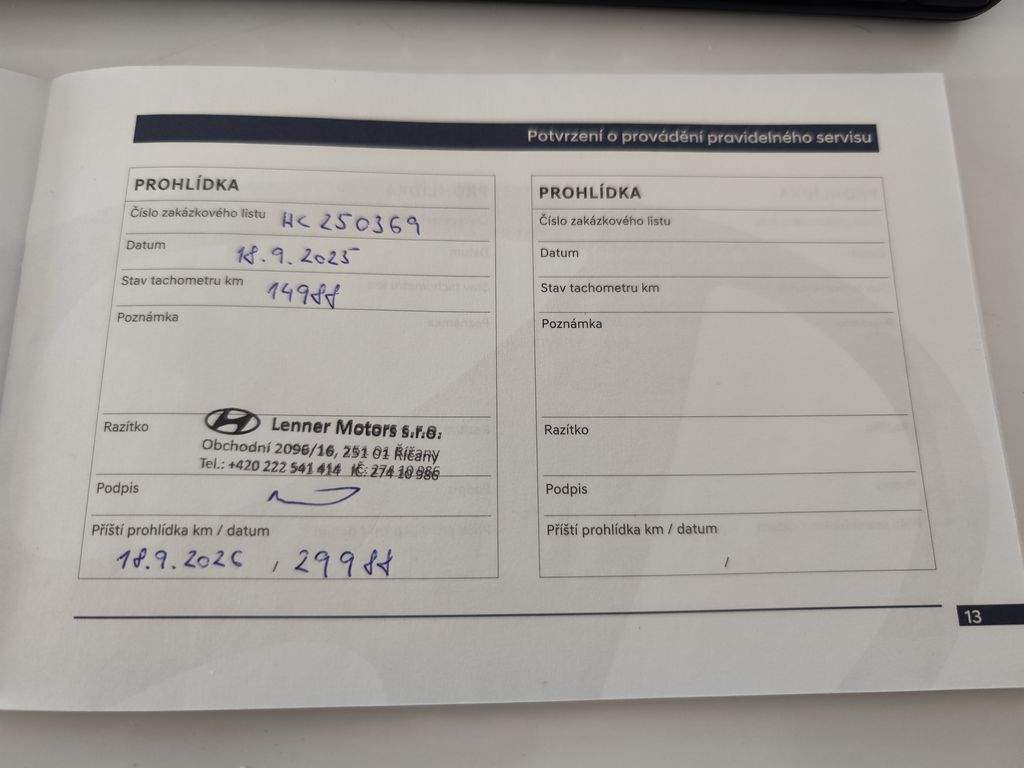 Potvrzení o provádění pravidelného servisu
PROHLÍDKA
Číslo zakázkového listu HC 250369
Datum 18.9.2025
Stav tachometru km 14988
Poznámka
Razítko Lenner Motors s.r.o.
Obchodní 2096/16, 251 01 Říčany
Tel.: +420 222 541 414 IČ: 274 10 986
Podpis
Příští prohlídka km / datum
18.9.2026 / 29988
PROHLÍDKA
Číslo zakázkového listu
Datum
Stav tachometru km
Poznámka
Razítko
Podpis
Příští prohlídka km / datum
/
13